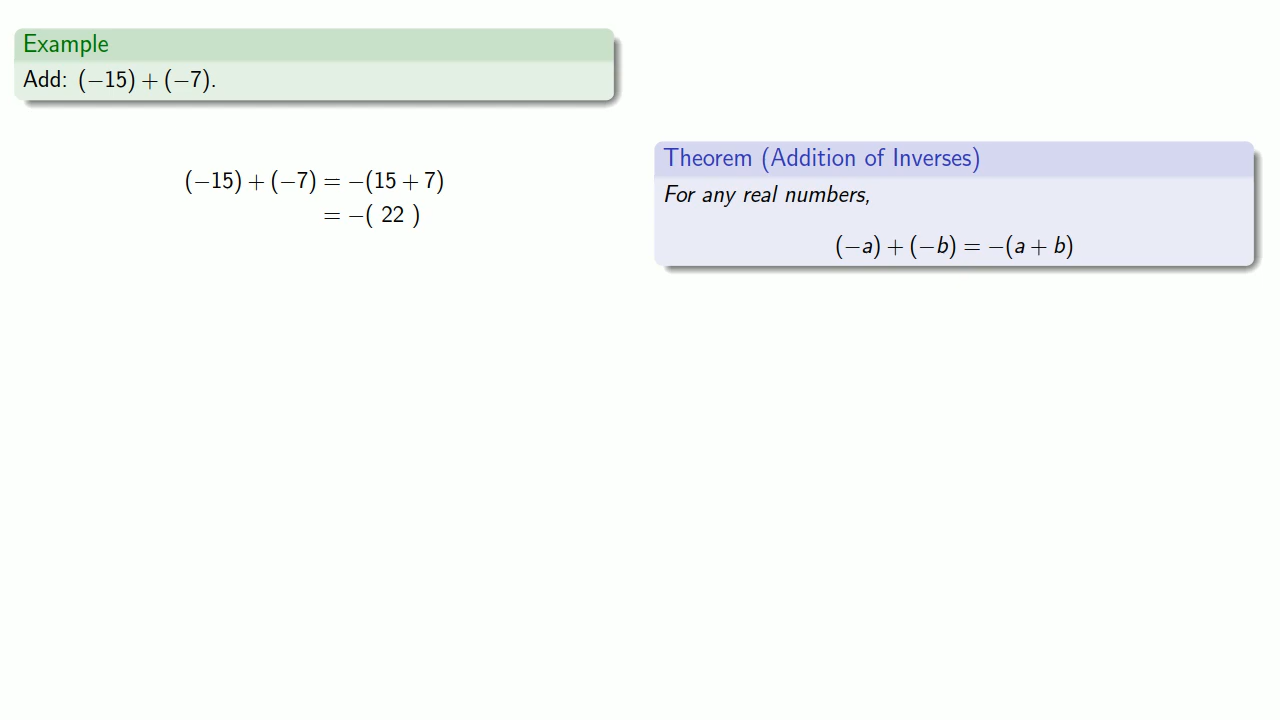 Example
Add: (−15) + (−7).
(−15) + (−7) = −(15 + 7)
= −( 22 )
Theorem (Addition of Inverses)
For any real numbers,
(−a) + (−b) = −(a + b)